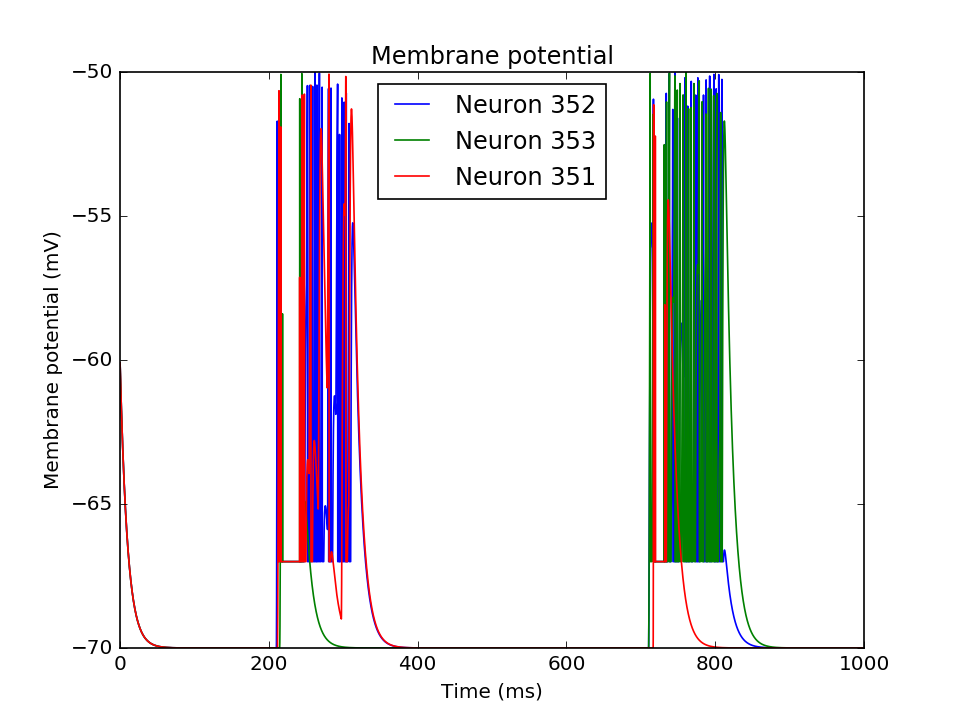 Membrane potential
Neuron 352
Neuron 353
Neuron 351
Membrane potential (mV)
−50
−55
−60
−65
−70
0 200 400 600 800 1000
Time (ms)